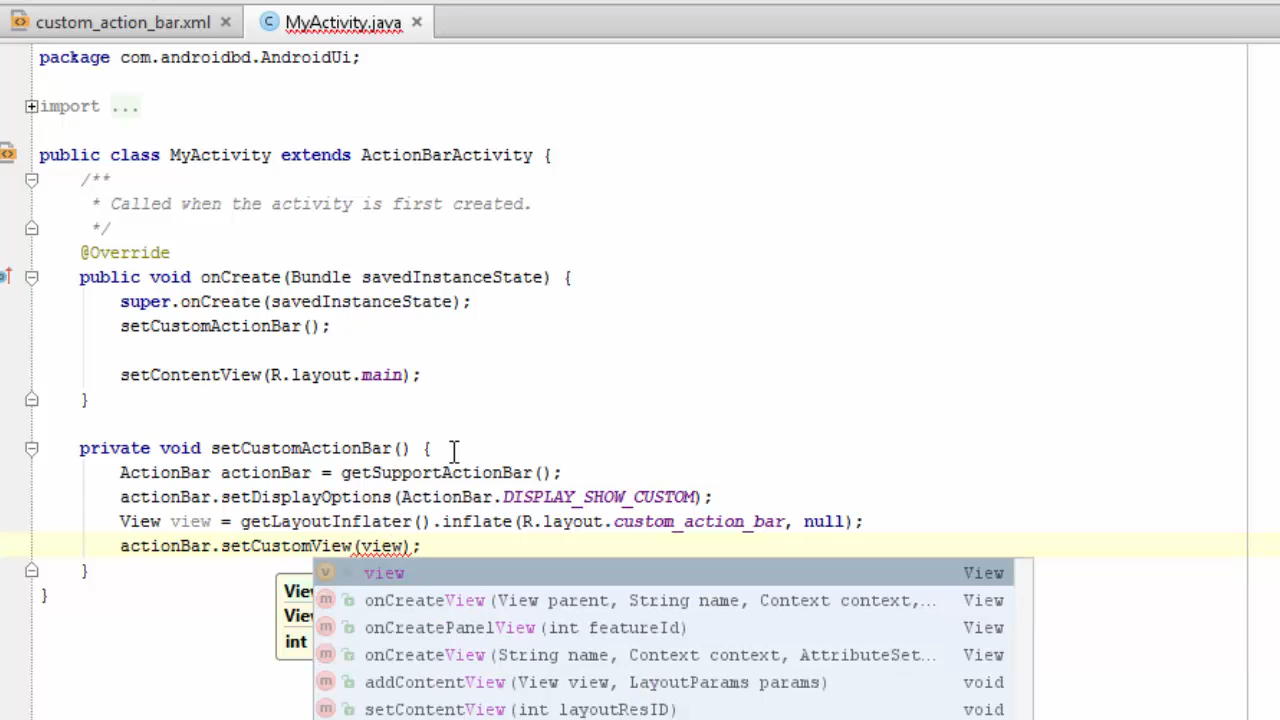 custom_action_bar.xml MyActivity.java
package com.androidbd.AndroidUi;
import ...
public class MyActivity extends ActionBarActivity {
/**
* Called when the activity is first created.
*/
@Override
public void onCreate(Bundle savedInstanceState) {
super.onCreate(savedInstanceState);
setCustomActionBar();
setContentView(R.layout.main);
}
private void setCustomActionBar() {
ActionBar actionBar = getSupportActionBar();
actionBar.setDisplayOptions(ActionBar.DISPLAY_SHOW_CUSTOM);
View view = getLayoutInflater().inflate(R.layout.custom_action_bar, null);
actionBar.setCustomView(view);
}
}
View
View
int
view View
onCreateView(View parent, String name, Context context,... View
onCreatePanelView(int featureId) View
onCreateView(String name, Context context, AttributeSet... View
addContentView(View view, LayoutParams params) void
setContentView(int layoutResID) void